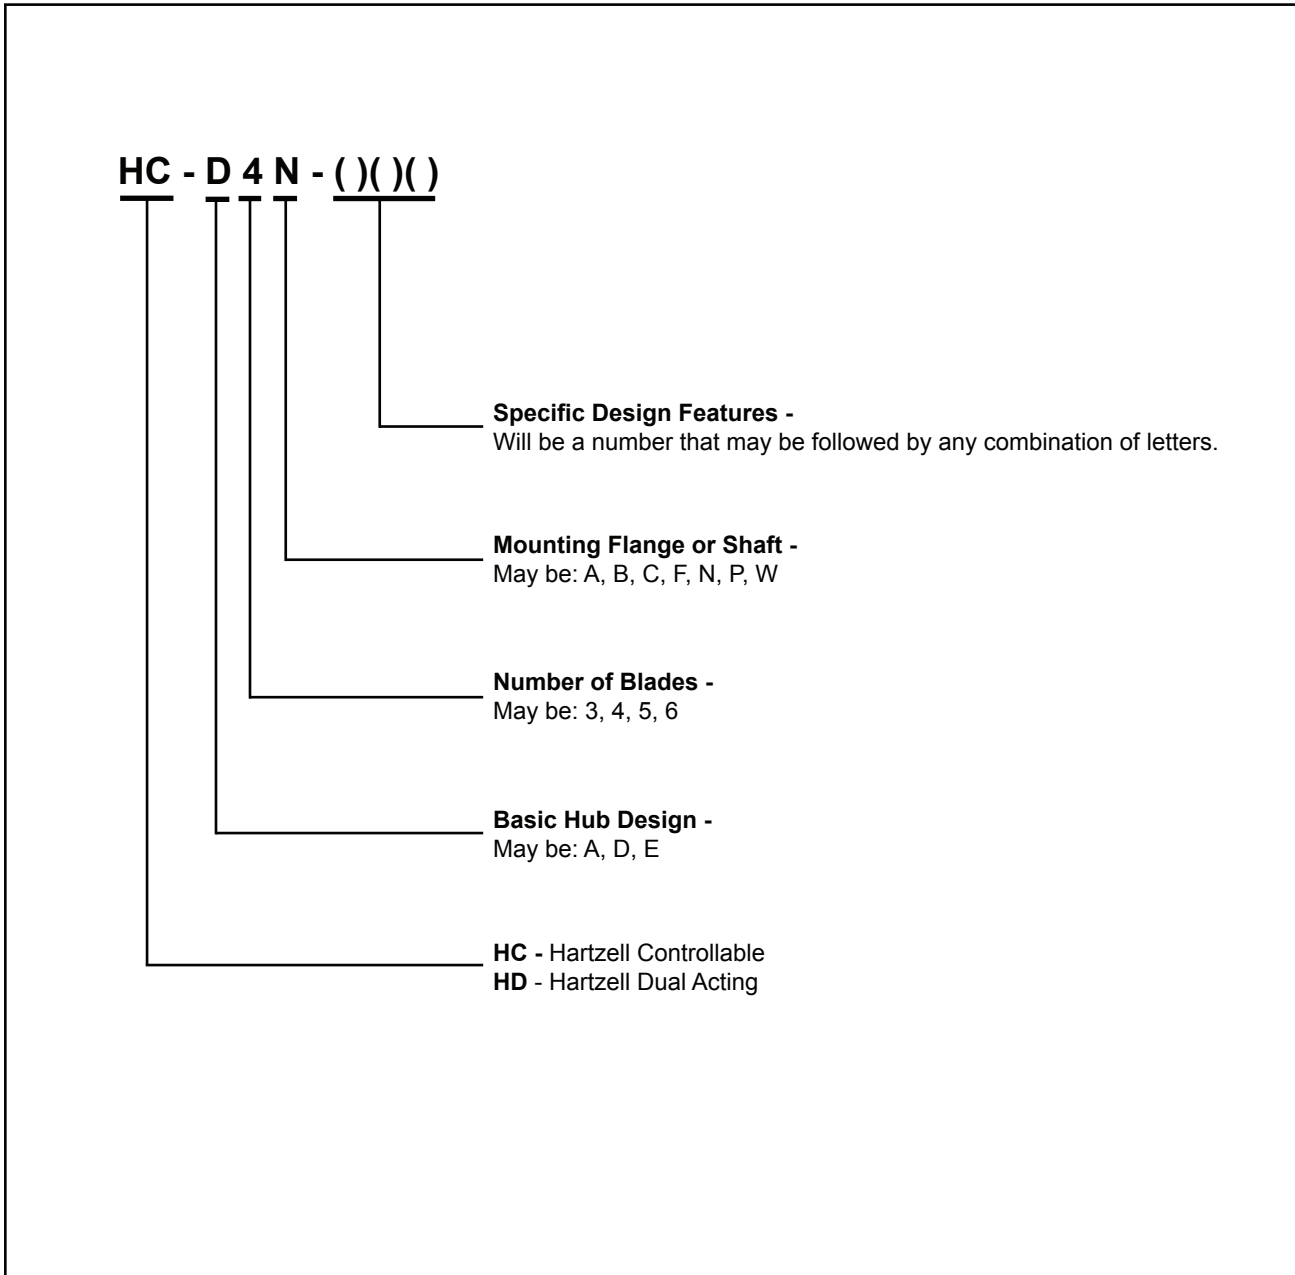 HC - D 4 N - ( )( )( )
Specific Design Features -
Will be a number that may be followed by any combination of letters.
Mounting Flange or Shaft -
May be: A, B, C, F, N, P, W
Number of Blades -
May be: 3, 4, 5, 6
Basic Hub Design -
May be: A, D, E
HC - Hartzell Controllable
HD - Hartzell Dual Acting